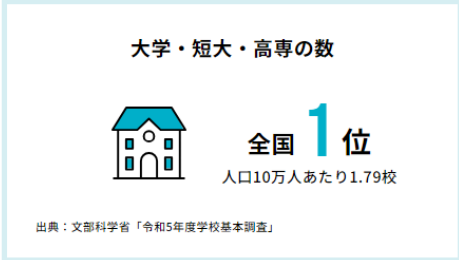 大学・短大・高専の数
全国1位
人口10万人あたり1.79校
出典：文部科学省「令和5年度学校基本調査」